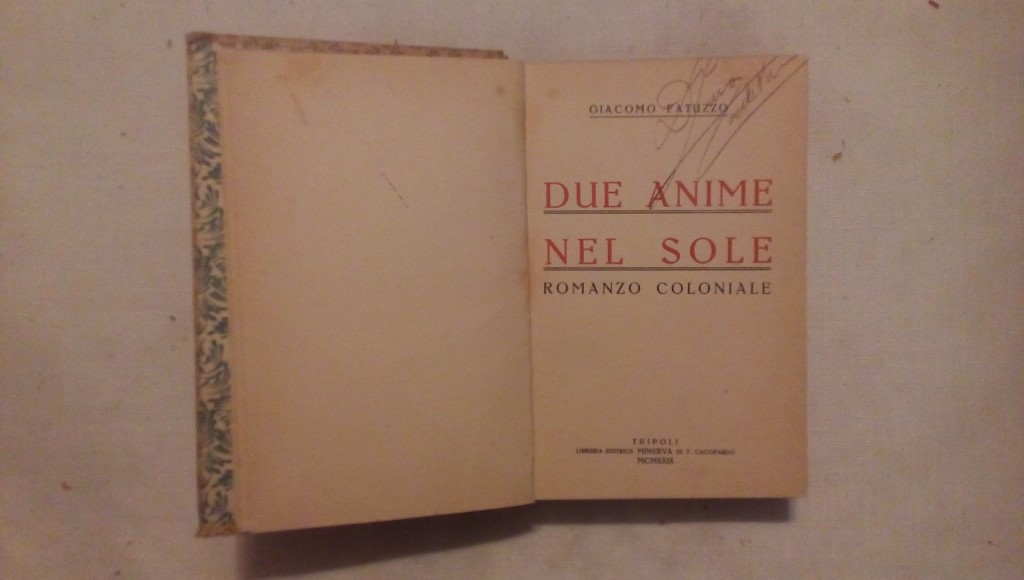 GIACOMO FATUZZO
DUE ANIME
NEL SOLE
ROMANZO COLONIALE
TRIPOLI
LIBRERIA EDITRICE MINERVA DI F. CACOPARDO
MCMXXIX